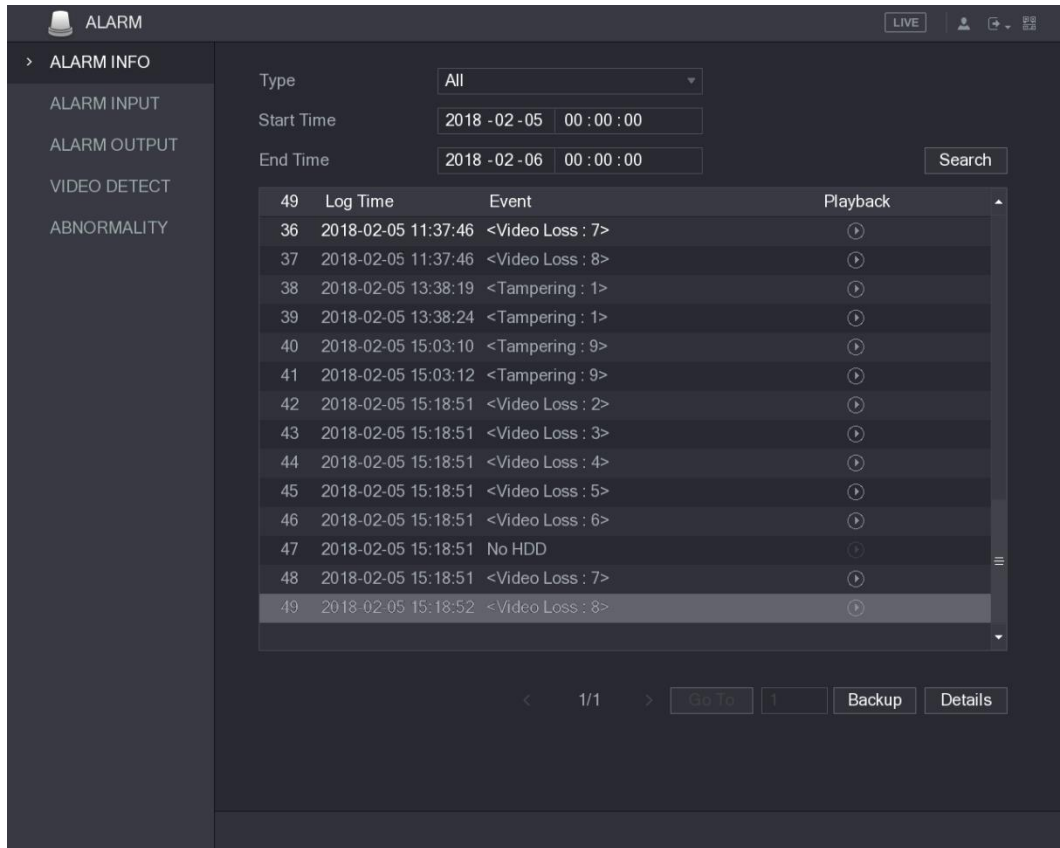 ALARM LIVE
ALARM INFO
ALARM INPUT
ALARM OUTPUT
VIDEO DETECT
ABNORMALITY
Type All
Start Time 2018 - 02 - 05 00 : 00 : 00
End Time 2018 - 02 - 06 00 : 00 : 00 Search
49 Log Time Event Playback
36 2018-02-05 11:37:46 <Video Loss : 7>
37 2018-02-05 11:37:46 <Video Loss : 8>
38 2018-02-05 13:38:19 <Tampering : 1>
39 2018-02-05 13:38:24 <Tampering : 1>
40 2018-02-05 15:03:10 <Tampering : 9>
41 2018-02-05 15:03:12 <Tampering : 9>
42 2018-02-05 15:18:51 <Video Loss : 2>
43 2018-02-05 15:18:51 <Video Loss : 3>
44 2018-02-05 15:18:51 <Video Loss : 4>
45 2018-02-05 15:18:51 <Video Loss : 5>
46 2018-02-05 15:18:51 <Video Loss : 6>
47 2018-02-05 15:18:51 No HDD
48 2018-02-05 15:18:51 <Video Loss : 7>
49 2018-02-05 15:18:52 <Video Loss : 8>
< 1/1 > Go To 1 Backup Details